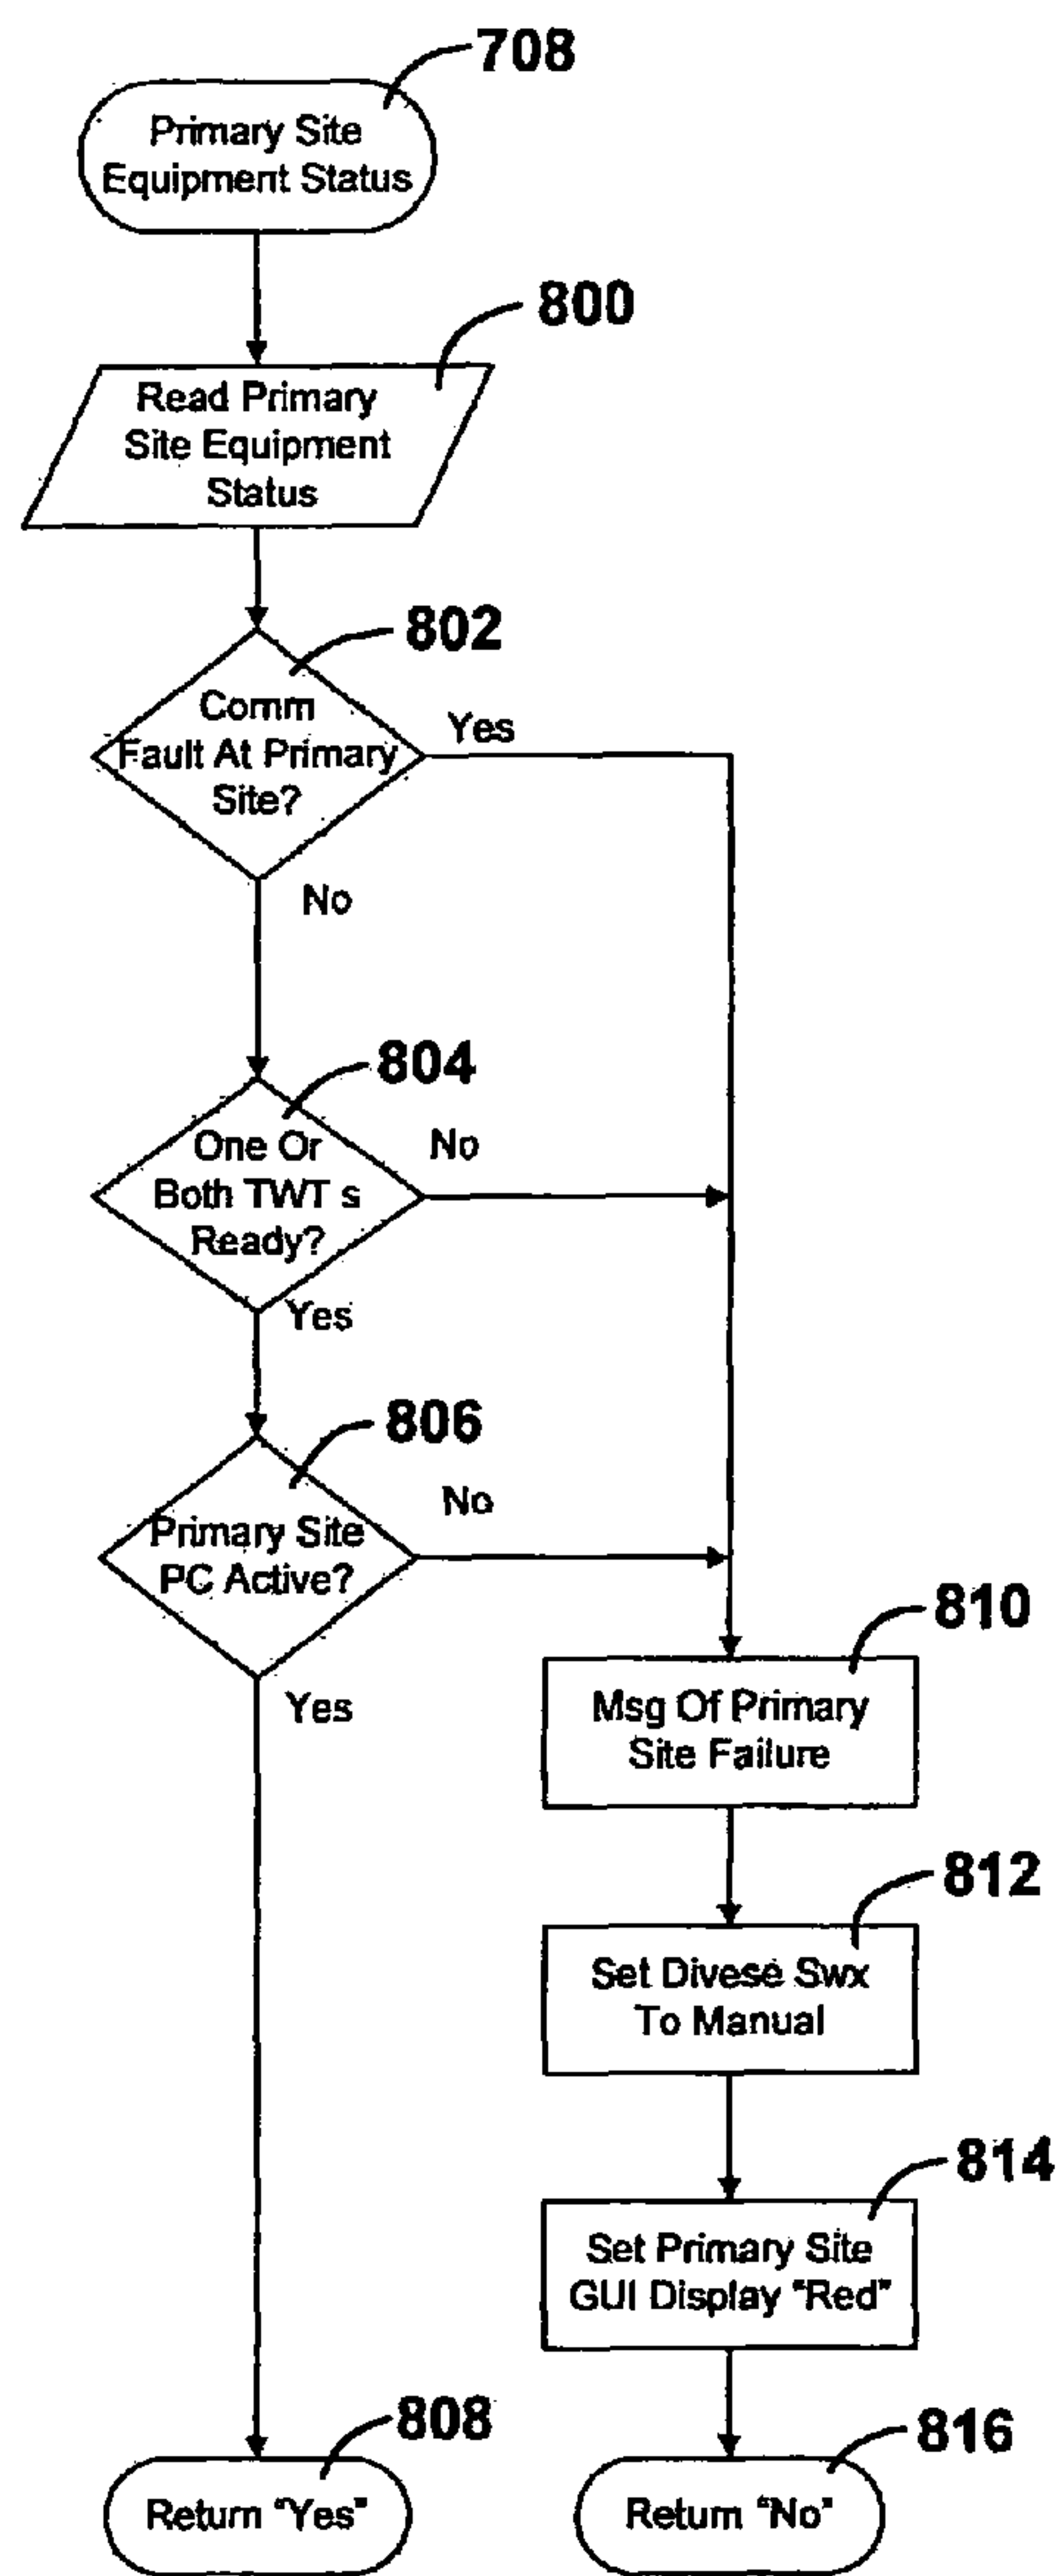 708
Primary Site
Equipment Status
800
Read Primary
Site Equipment
Status
802
Comm
Fault At Primary
Site?
Yes
No
804
One Or
Both TWT s
Ready?
No
Yes
806
Primary Site
PC Active?
No
Yes
810
Msg Of Primary
Site Failure
812
Set Divese Swx
To Manual
814
Set Primary Site
GUI Display "Red"
808
Return "Yes"
816
Return "No"